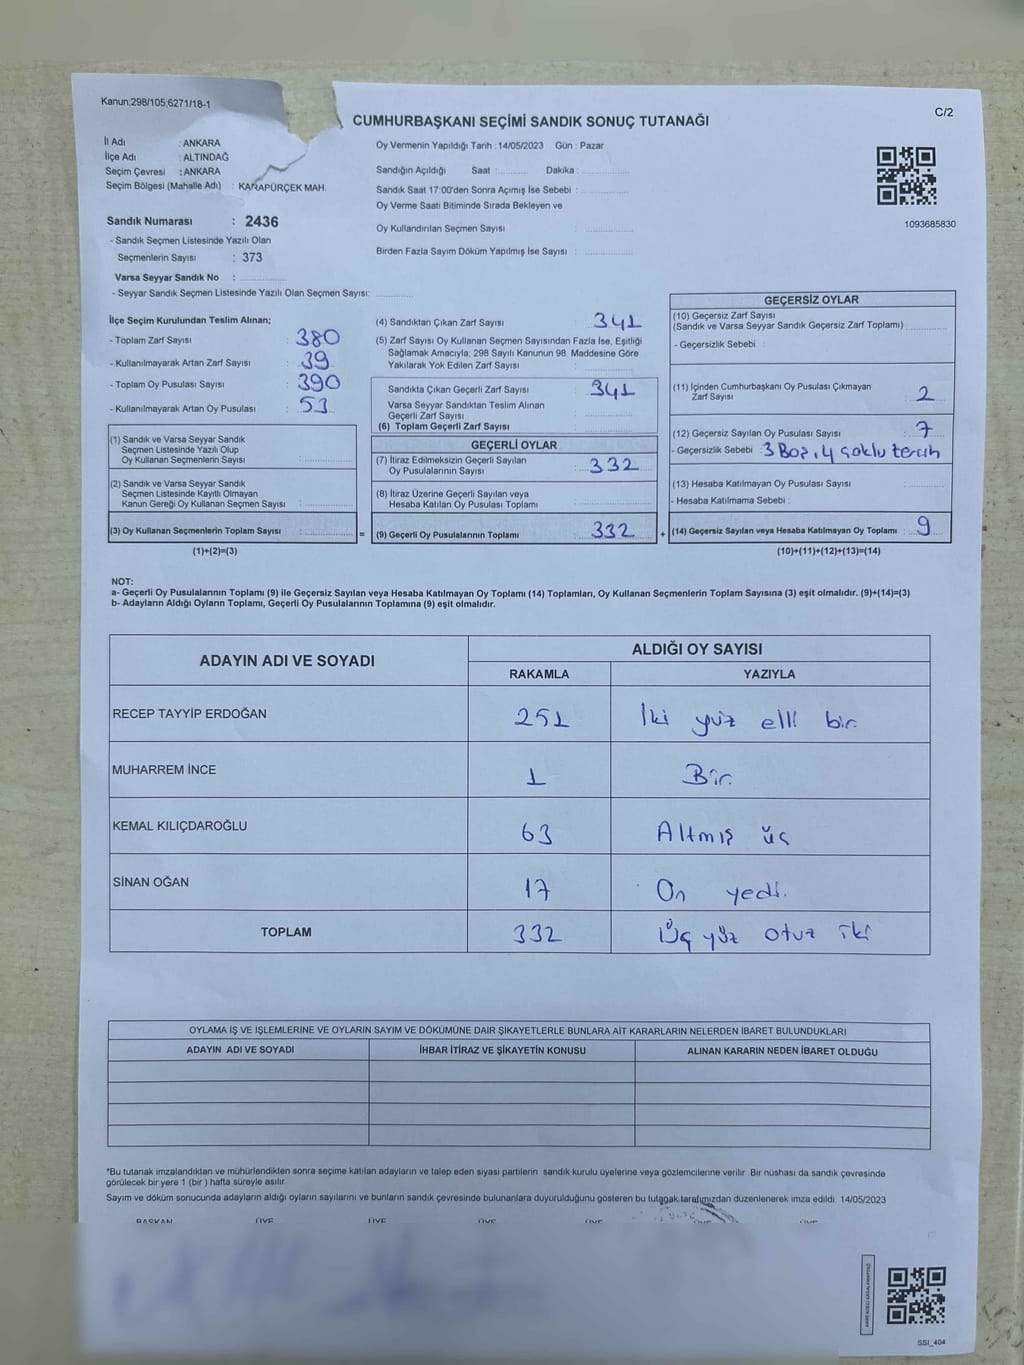 Kanun;298/105;6271/18-1
C/2
CUMHURBAŞKANI SEÇİMİ SANDIK SONUÇ TUTANAĞI
İl Adı : ANKARA
İlçe Adı : ALTINDAĞ
Seçim Çevresi : ANKARA
Seçim Bölgesi (Mahalle Adı) : KARAPÜRÇEK MAH.
Sandık Numarası : 2436
- Sandık Seçmen Listesinde Yazılı Olan
Seçmenlerin Sayısı : 373
Varsa Seyyar Sandık No :
- Seyyar Sandık Seçmen Listesinde Yazılı Olan Seçmen Sayısı:
Oy Vermenin Yapıldığı Tarih : 14/05/2023 Gün : Pazar
Sandığın Açıldığı Saat : Dakika :
Sandık Saat 17:00'den Sonra Açımış İse Sebebi :
Oy Verme Saati Bitiminde Sırada Bekleyen ve
Oy Kullandırılan Seçmen Sayısı :
Birden Fazla Sayım Döküm Yapılmış İse Sayısı :
1093685830
İlçe Seçim Kurulundan Teslim Alınan;
- Toplam Zarf Sayısı : 380
- Kullanılmayarak Artan Zarf Sayısı : 39
- Toplam Oy Pusulası Sayısı : 390
- Kullanılmayarak Artan Oy Pusulası : 53
(1) Sandık ve Varsa Seyyar Sandık
Seçmen Listesinde Yazılı Olup
Oy Kullanan Seçmenlerin Sayısı :
(2) Sandık ve Varsa Seyyar Sandık
Seçmen Listesinde Kayıtlı Olmayan
Kanun Gereği Oy Kullanan Seçmen Sayısı :
(3) Oy Kullanan Seçmenlerin Toplam Sayısı : =
(1)+(2)=(3)
(4) Sandıktan Çıkan Zarf Sayısı : 341
(5) Zarf Sayısı Oy Kullanan Seçmen Sayısından Fazla İse, Eşitliği
Sağlamak Amacıyla; 298 Sayılı Kanunun 98. Maddesine Göre
Yakılarak Yok Edilen Zarf Sayısı :
Sandıkta Çıkan Geçerli Zarf Sayısı : 341
Varsa Seyyar Sandıktan Teslim Alınan
Geçerli Zarf Sayısı :
(6) Toplam Geçerli Zarf Sayısı :
GEÇERLİ OYLAR
(7) İtiraz Edilmeksizin Geçerli Sayılan
Oy Pusulalarının Sayısı : 332
(8) İtiraz Üzerine Geçerli Sayılan veya
Hesaba Katılan Oy Pusulası Toplamı :
(9) Geçerli Oy Pusulalarının Toplamı : 332 +
GEÇERSİZ OYLAR
(10) Geçersiz Zarf Sayısı
(Sandık ve Varsa Seyyar Sandık Geçersiz Zarf Toplamı) :
- Geçersizlik Sebebi :
(11) İçinden Cumhurbaşkanı Oy Pusulası Çıkmayan
Zarf Sayısı : 2
(12) Geçersiz Sayılan Oy Pusulası Sayısı : 7
- Geçersizlik Sebebi : 3 Boş, 4 çoklu tercih
(13) Hesaba Katılmayan Oy Pusulası Sayısı :
- Hesaba Katılmama Sebebi :
(14) Geçersiz Sayılan veya Hesaba Katılmayan Oy Toplamı : 9
(10)+(11)+(12)+(13)=(14)
NOT:
a- Geçerli Oy Pusulalarının Toplamı (9) ile Geçersiz Sayılan veya Hesaba Katılmayan Oy Toplamı (14) Toplamları, Oy Kullanan Seçmenlerin Toplam Sayısına (3) eşit olmalıdır. (9)+(14)=(3)
b- Adayların Aldığı Oyların Toplamı, Geçerli Oy Pusulalarının Toplamına (9) eşit olmalıdır.
ADAYIN ADI VE SOYADI ALDIĞI OY SAYISI
RAKAMLA YAZIYLA
RECEP TAYYİP ERDOĞAN 251 İki yüz elli bir
MUHARREM İNCE 1 Bir
KEMAL KILIÇDAROĞLU 63 Altmış üç
SİNAN OĞAN 17 On yedi.
TOPLAM 332 Üç yüz otuz iki
OYLAMA İŞ VE İŞLEMLERİNE VE OYLARIN SAYIM VE DÖKÜMÜNE DAİR ŞİKAYETLERLE BUNLARA AİT KARARLARIN NELERDEN İBARET BULUNDUKLARI
ADAYIN ADI VE SOYADI İHBAR İTİRAZ VE ŞİKAYETİN KONUSU ALINAN KARARIN NEDEN İBARET OLDUĞU
*Bu tutanak imzalandıktan ve mühürlendikten sonra seçime katılan adayların ve talep eden siyasi partilerin sandık kurulu üyelerine veya gözlemcilerine verilir. Bir nüshası da sandık çevresinde
görülecek bir yere 1 (bir ) hafta süreyle asılır.
Sayım ve döküm sonucunda adayların aldığı oyların sayılarını ve bunların sandık çevresinde bulunanlara duyurulduğunu gösteren bu tutanak tarafımızdan düzenlenerek imza edildi. 14/05/2023
BAŞKAN ÜYE ÜYE ÜYE ÜYE ÜYE ÜYE
SSI_404